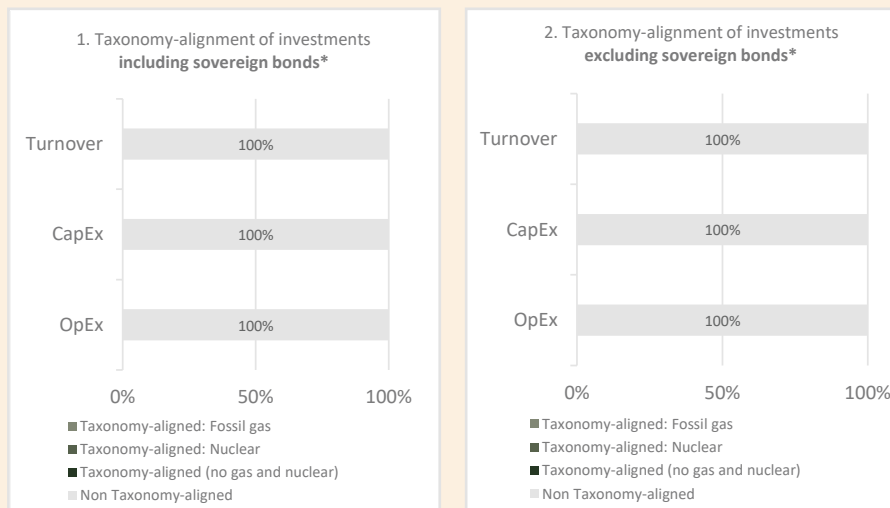 1. Taxonomy-alignment of investments
including sovereign bonds*
Turnover
100%
CapEx
100%
OpEx
100%
0%
50%
100%
Taxonomy-aligned: Fossil gas
Taxonomy-aligned: Nuclear
Taxonomy-aligned (no gas and nuclear)
Non Taxonomy-aligned
2. Taxonomy-alignment of investments
excluding sovereign bonds*
Turnover
100%
CapEx
100%
OpEx
100%
0%
50%
100%
Taxonomy-aligned: Fossil gas
Taxonomy-aligned: Nuclear
Taxonomy-aligned (no gas and nuclear)
Non Taxonomy-aligned